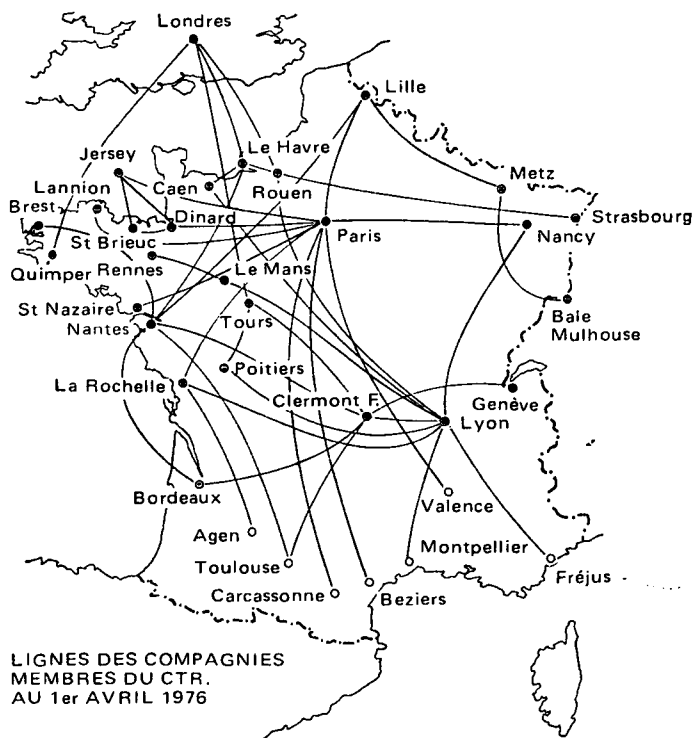 Londres
Lille
Le Havre
Jersey
Caen
Rouen
Metz
Lannion
Brest
Dinard
Strasbourg
St Brieuc
Paris
Nancy
Quimper
Rennes
Le Mans
St Nazaire
Nantes
Tours
Bale
Mulhouse
La Rochelle
Poitiers
Clermont F.
Genève
Lyon
Bordeaux
Valence
Agen
Toulouse
Montpellier
Carcassonne
Beziers
Fréjus
LIGNES DES COMPAGNIES
MEMBRES DU CTR.
AU 1er AVRIL 1976